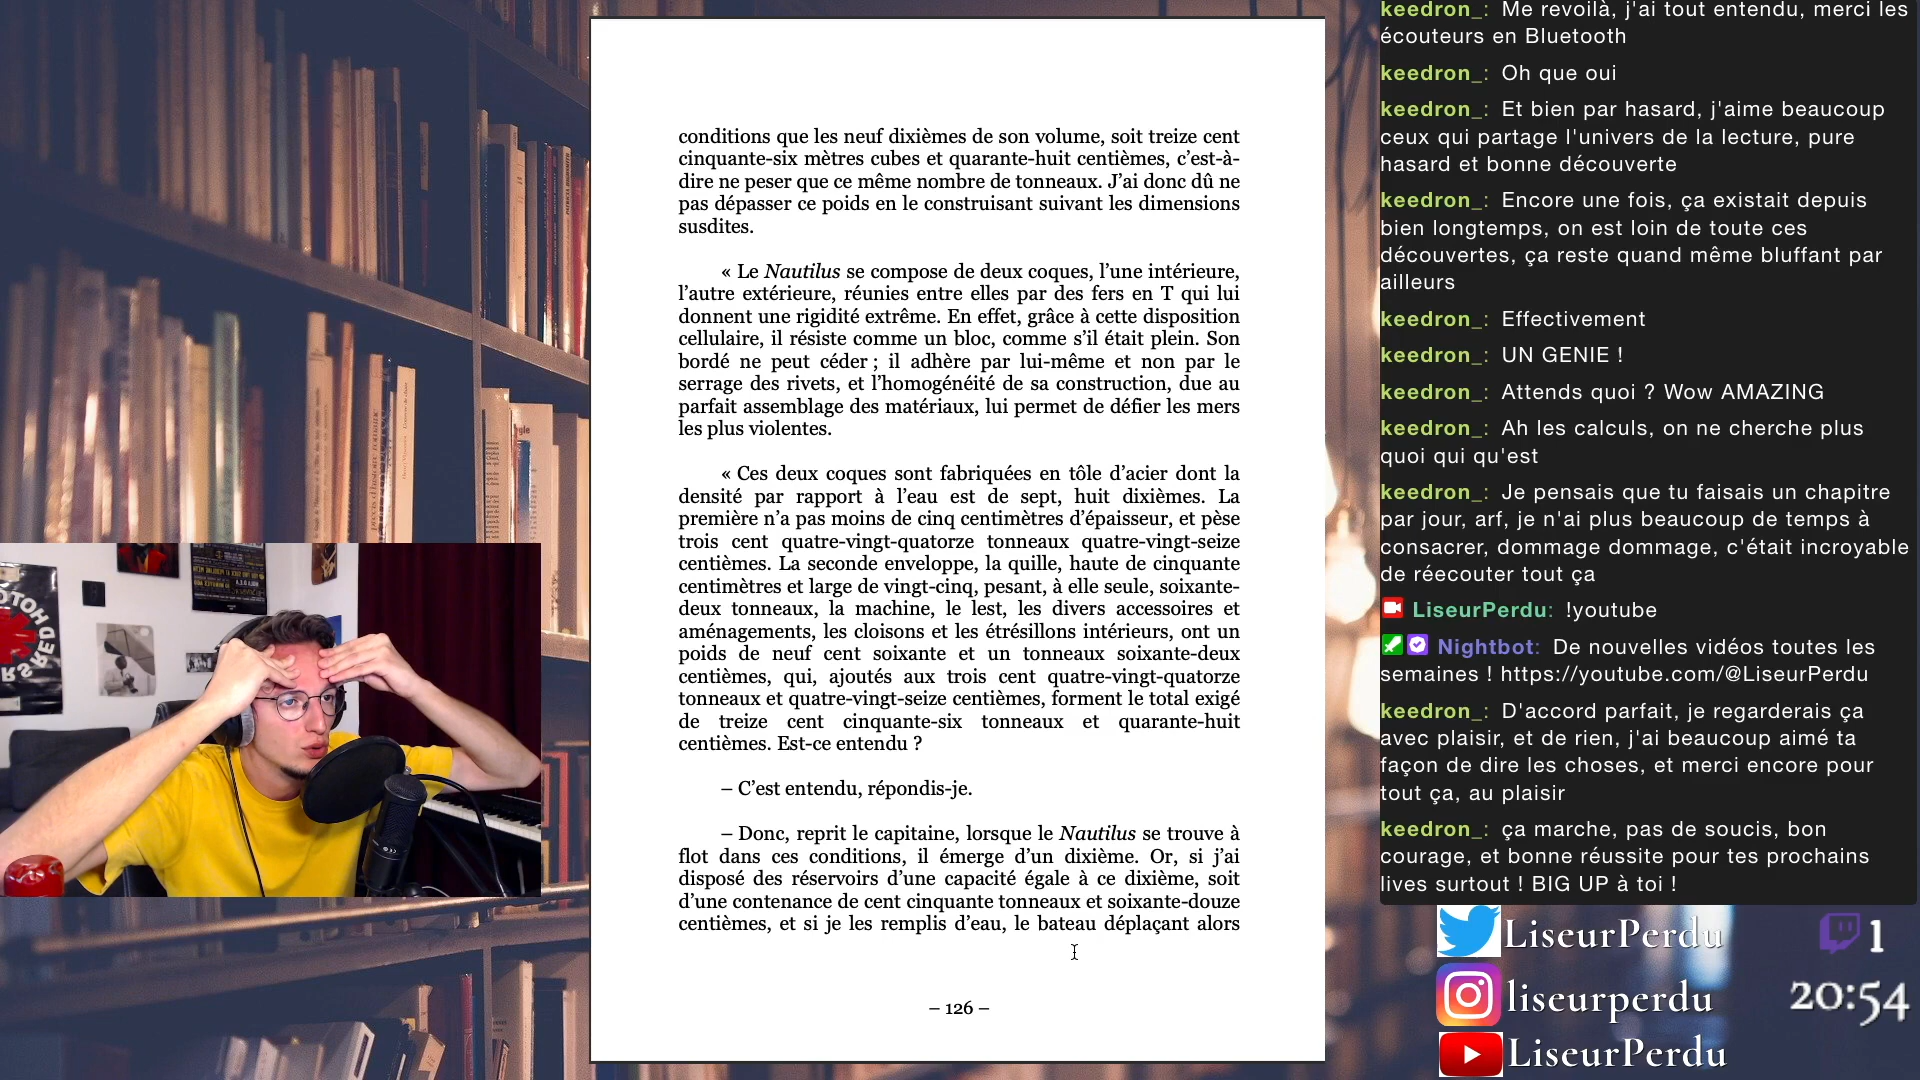 conditions que les neuf dixièmes de son volume, soit treize cent
cinquante-six mètres cubes et quarante-huit centièmes, c’est-à-
dire ne peser que ce même nombre de tonneaux. J’ai donc dû ne
pas dépasser ce poids en le construisant suivant les dimensions
susdites.
« Le Nautilus se compose de deux coques, l’une intérieure,
l’autre extérieure, réunies entre elles par des fers en T qui lui
donnent une rigidité extrême. En effet, grâce à cette disposition
cellulaire, il résiste comme un bloc, comme s’il était plein. Son
bordé ne peut céder ; il adhère par lui-même et non par le
serrage des rivets, et l’homogénéité de sa construction, due au
parfait assemblage des matériaux, lui permet de défier les mers
les plus violentes.
« Ces deux coques sont fabriquées en tôle d’acier dont la
densité par rapport à l’eau est de sept, huit dixièmes. La
première n’a pas moins de cinq centimètres d’épaisseur, et pèse
trois cent quatre-vingt-quatorze tonneaux quatre-vingt-seize
centièmes. La seconde enveloppe, la quille, haute de cinquante
centimètres et large de vingt-cinq, pesant, à elle seule, soixante-
deux tonneaux, la machine, le lest, les divers accessoires et
aménagements, les cloisons et les étrésillons intérieurs, ont un
poids de neuf cent soixante et un tonneaux soixante-deux
centièmes, qui, ajoutés aux trois cent quatre-vingt-quatorze
tonneaux et quatre-vingt-seize centièmes, forment le total exigé
de treize cent cinquante-six tonneaux et quarante-huit
centièmes. Est-ce entendu ?
– C’est entendu, répondis-je.
– Donc, reprit le capitaine, lorsque le Nautilus se trouve à
flot dans ces conditions, il émerge d’un dixième. Or, si j’ai
disposé des réservoirs d’une capacité égale à ce dixième, soit
d’une contenance de cent cinquante tonneaux et soixante-douze
centièmes, et si je les remplis d’eau, le bateau déplaçant alors
– 126 –
keedron_: Me revoilà, j'ai tout entendu, merci les
écouteurs en Bluetooth
keedron_: Oh que oui
keedron_: Et bien par hasard, j'aime beaucoup
ceux qui partage l'univers de la lecture, pure
hasard et bonne découverte
keedron_: Encore une fois, ça existait depuis
bien longtemps, on est loin de toute ces
découvertes, ça reste quand même bluffant par
ailleurs
keedron_: Effectivement
keedron_: UN GENIE !
keedron_: Attends quoi ? Wow AMAZING
keedron_: Ah les calculs, on ne cherche plus
quoi qui qu'est
keedron_: Je pensais que tu faisais un chapitre
par jour, arf, je n'ai plus beaucoup de temps à
consacrer, dommage dommage, c'était incroyable
de réecouter tout ça
LiseurPerdu: !youtube
Nightbot: De nouvelles vidéos toutes les
semaines ! https://youtube.com/@LiseurPerdu
keedron_: D'accord parfait, je regarderais ça
avec plaisir, et de rien, j'ai beaucoup aimé ta
façon de dire les choses, et merci encore pour
tout ça, au plaisir
keedron_: ça marche, pas de soucis, bon
courage, et bonne réussite pour tes prochains
lives surtout ! BIG UP à toi !
LiseurPerdu
1
liseurperdu
20:54
LiseurPerdu